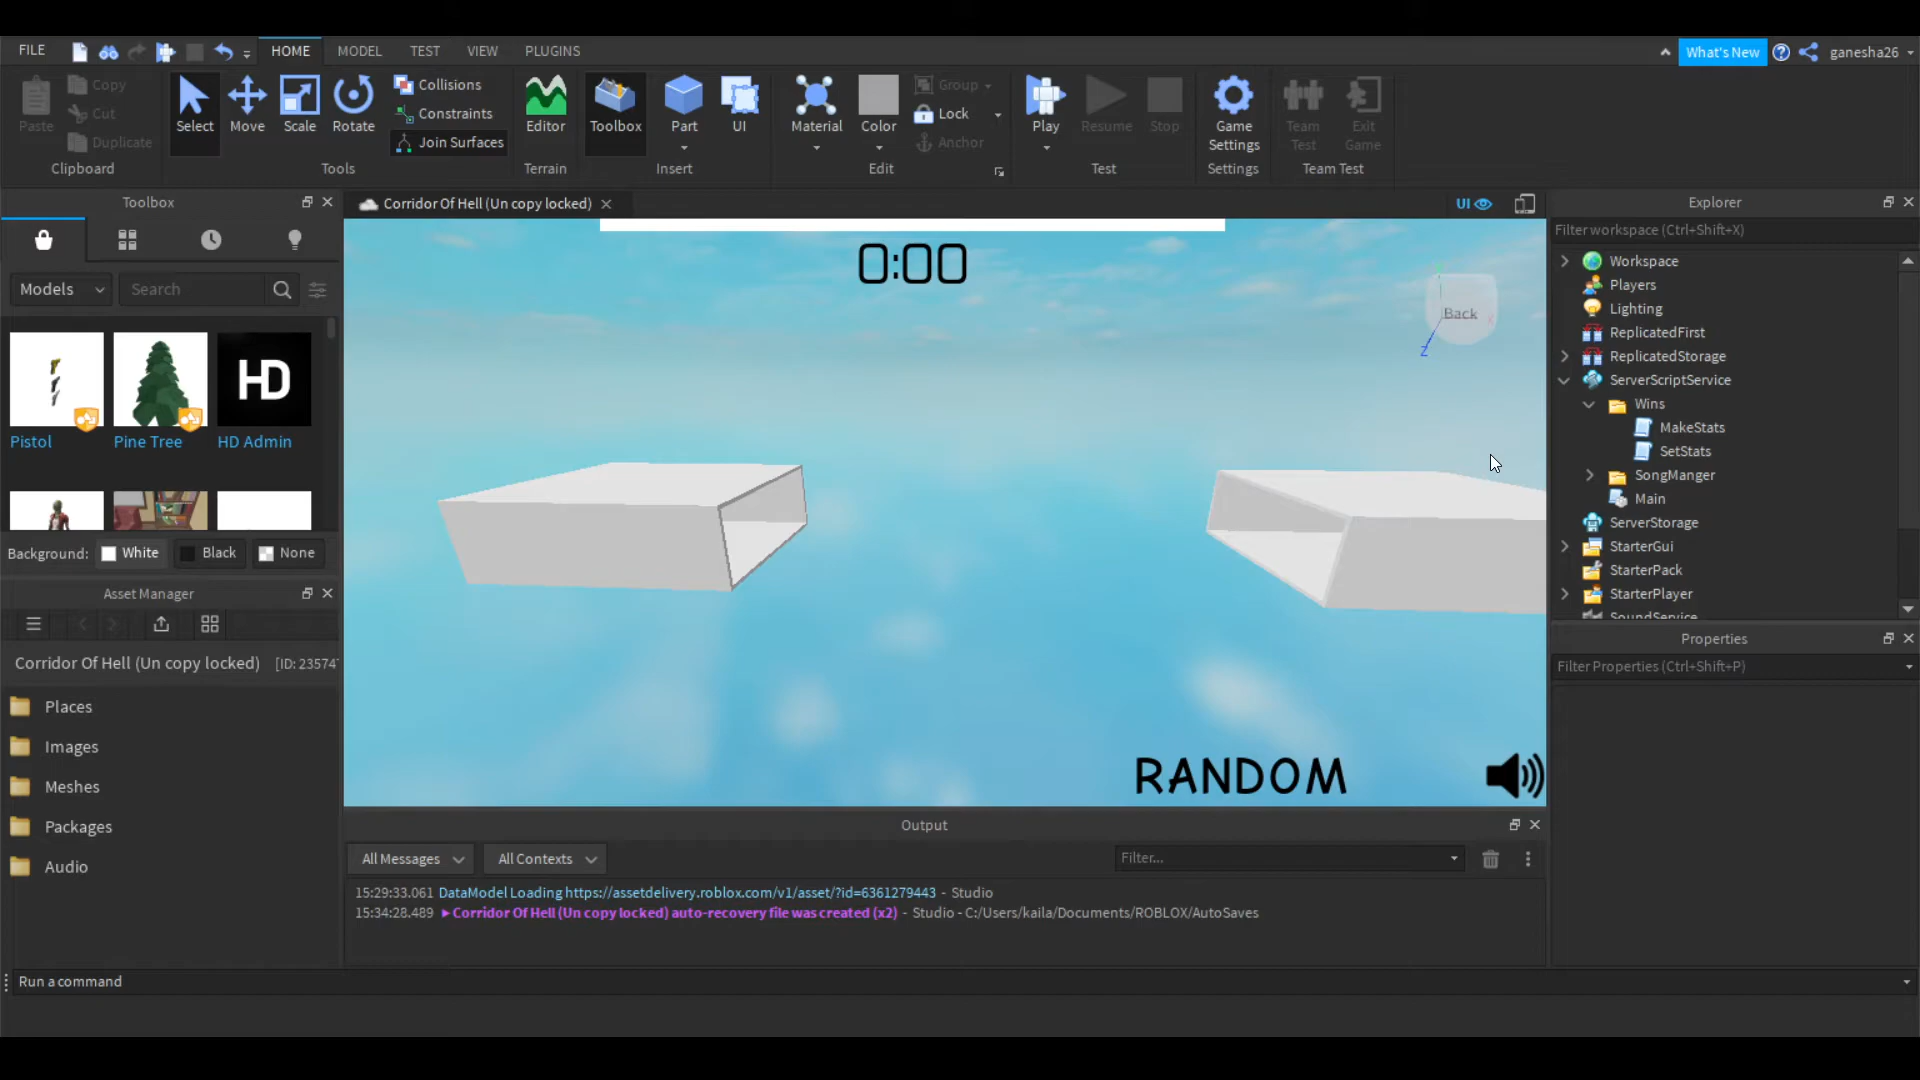 FILE
HOME
MODEL
TEST
VIEW
PLUGINS
What's New
ganesha26
Paste
Copy
Cut
Duplicate
Clipboard
Select
Move
Scale
Rotate
Collisions
Constraints
Join Surfaces
Tools
Editor
Terrain
Toolbox
Part
UI
Insert
Material
Color
Group
Lock
Anchor
Edit
Play
Resume
Stop
Test
Game
Settings
Settings
Team
Test
Exit
Game
Team Test
Toolbox
Models
Search
Pistol
Pine Tree
HD
HD Admin
Background:
White
Black
None
Asset Manager
Corridor Of Hell (Un copy locked) [ID: 23574
Places
Images
Meshes
Packages
Audio
Corridor Of Hell (Un copy locked)
UI
0:00
Back
Z
RANDOM
Output
All Messages
All Contexts
Filter...
15:29:33.061 DataModel Loading https://assetdelivery.roblox.com/v1/asset/?id=6361279443 - Studio
15:34:28.489 Corridor Of Hell (Un copy locked) auto-recovery file was created (x2) - Studio - C:/Users/kaila/Documents/ROBLOX/AutoSaves
Explorer
Filter workspace (Ctrl+Shift+X)
Workspace
Players
Lighting
ReplicatedFirst
ReplicatedStorage
ServerScriptService
Wins
MakeStats
SetStats
SongManger
Main
ServerStorage
StarterGui
StarterPack
StarterPlayer
SoundService
Properties
Filter Properties (Ctrl+Shift+P)
Run a command